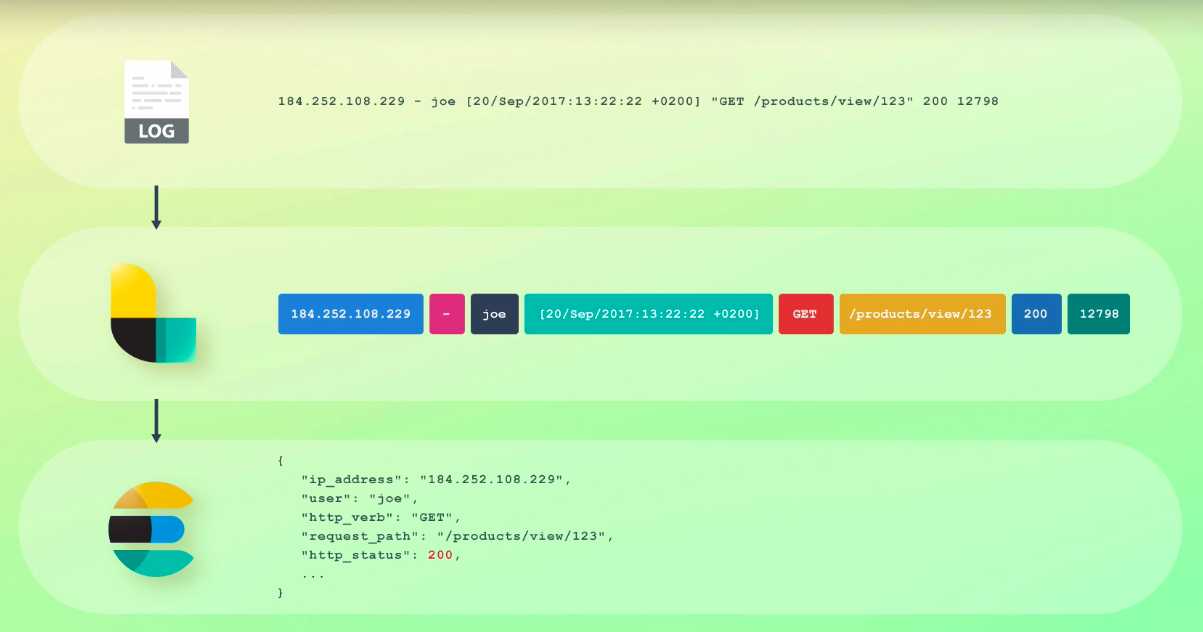 LOG
184.252.108.229 - joe [20/Sep/2017:13:22:22 +0200] "GET /products/view/123" 200 12798
184.252.108.229 - joe [20/Sep/2017:13:22:22 +0200] GET /products/view/123 200 12798
{
"ip_address": "184.252.108.229",
"user": "joe",
"http_verb": "GET",
"request_path": "/products/view/123",
"http_status": 200,
...
}